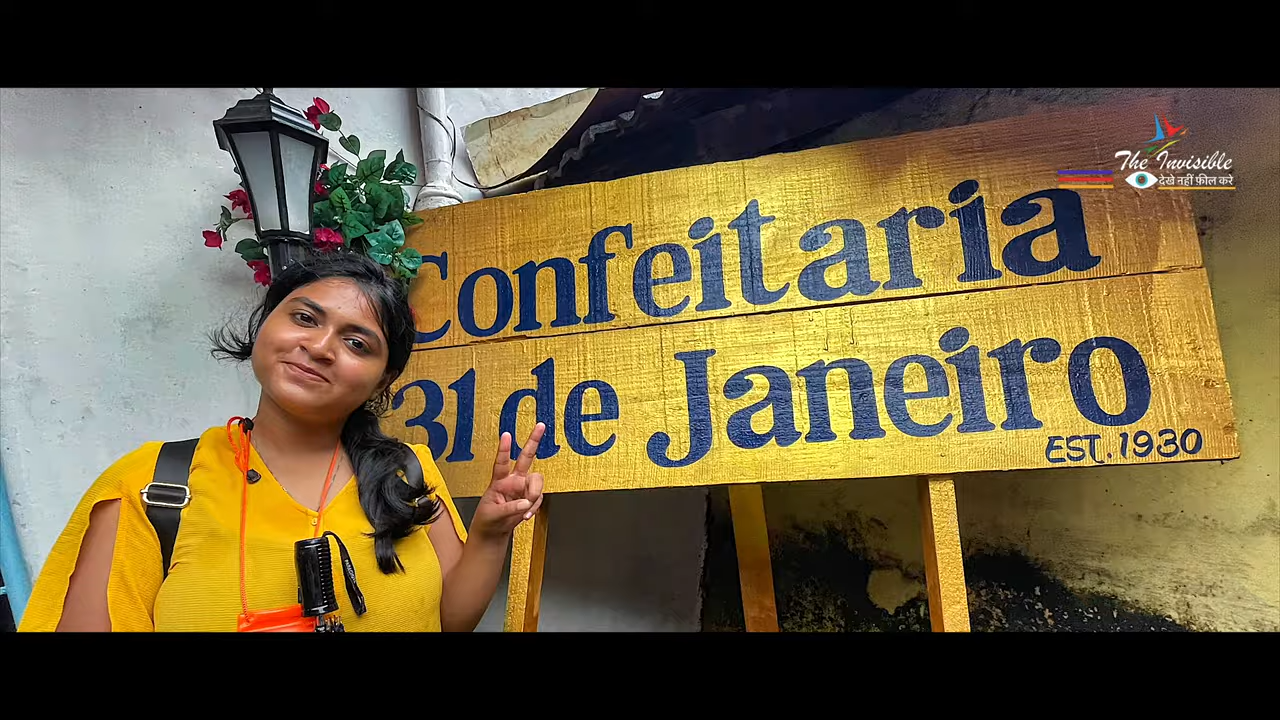 Confeitaria
31 de Janeiro
EST. 1930
The Invisible
देखे नहीं फ़ील करे